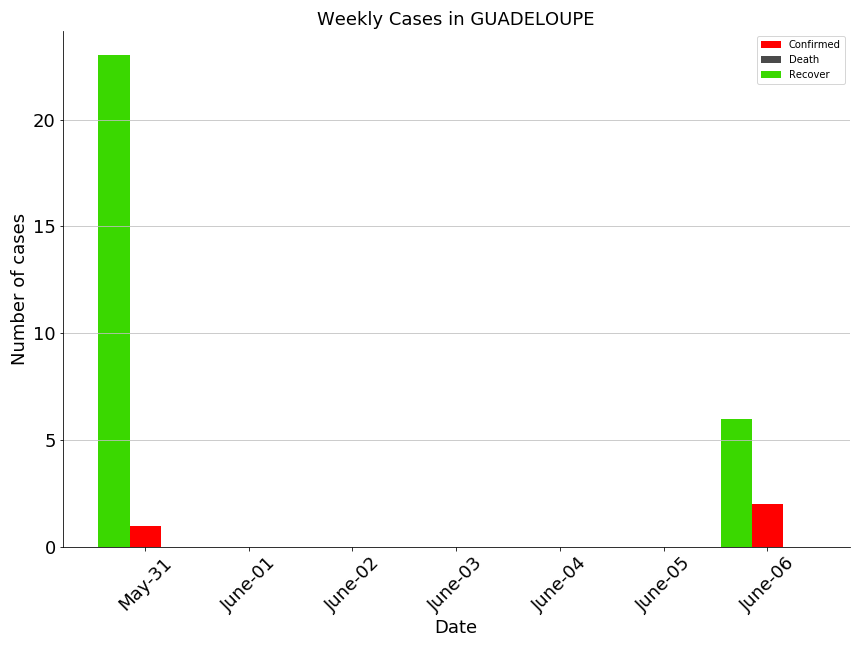 Weekly Cases in GUADELOUPE
Confirmed
Death
Recover
Number of cases
20
15
10
5
0
May-31
June-01
June-02
June-03
June-04
June-05
June-06
Date